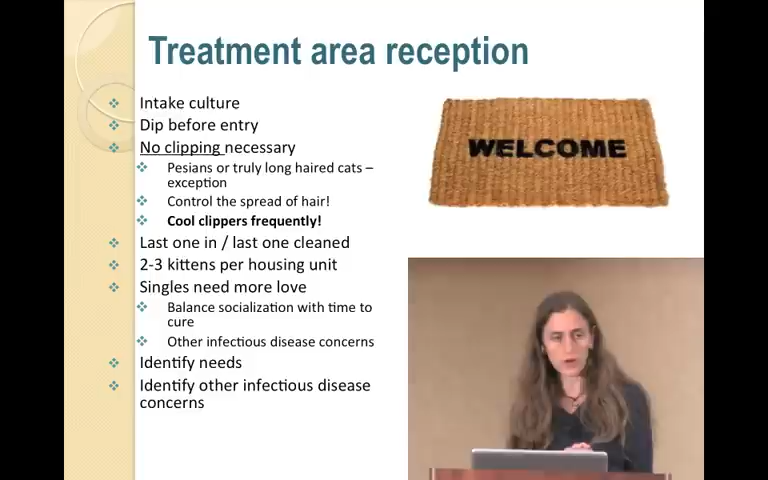 Treatment area reception
Intake culture
Dip before entry
No clipping necessary
Pesians or truly long haired cats –
exception
Control the spread of hair!
Cool clippers frequently!
Last one in / last one cleaned
2-3 kittens per housing unit
Singles need more love
Balance socialization with time to
cure
Other infectious disease concerns
Identify needs
Identify other infectious disease
concerns
WELCOME